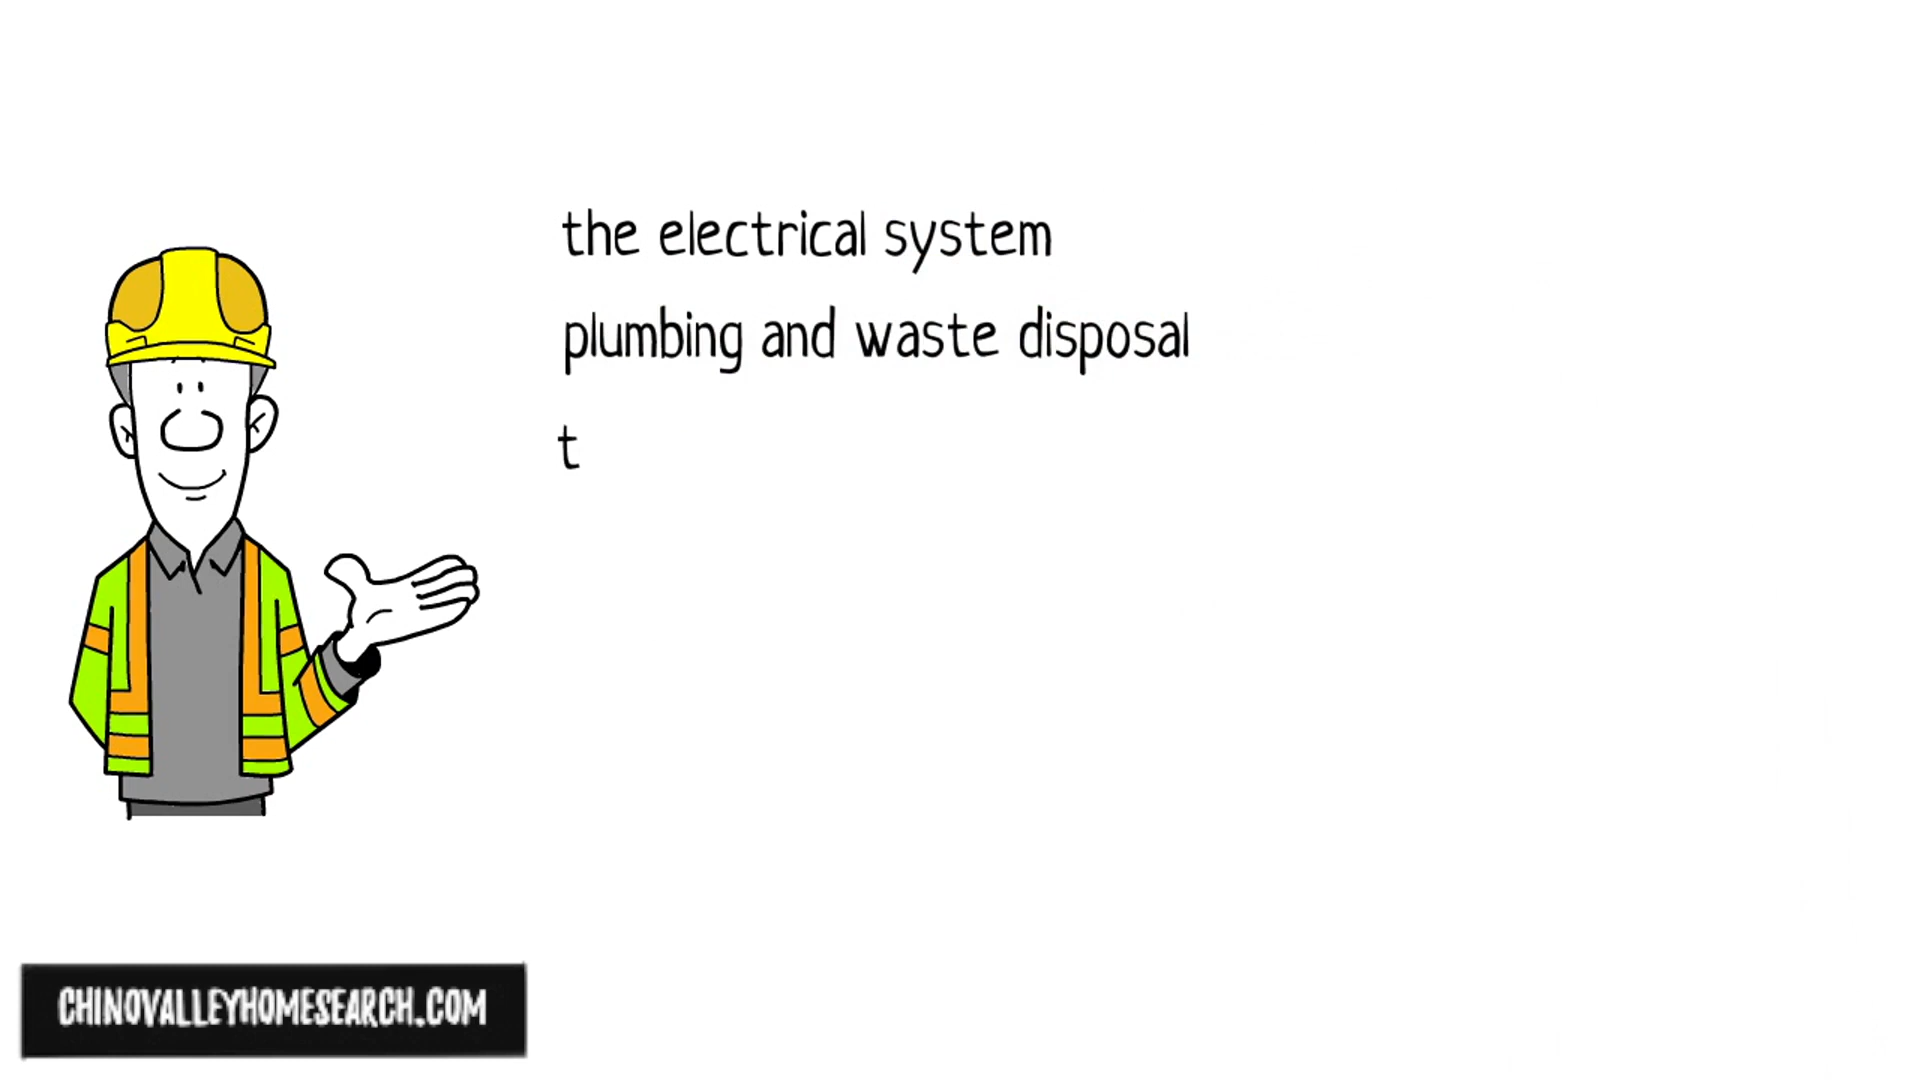 the electrical system
plumbing and waste disposal
t
CHINOVALLEYHOMESEARCH.COM